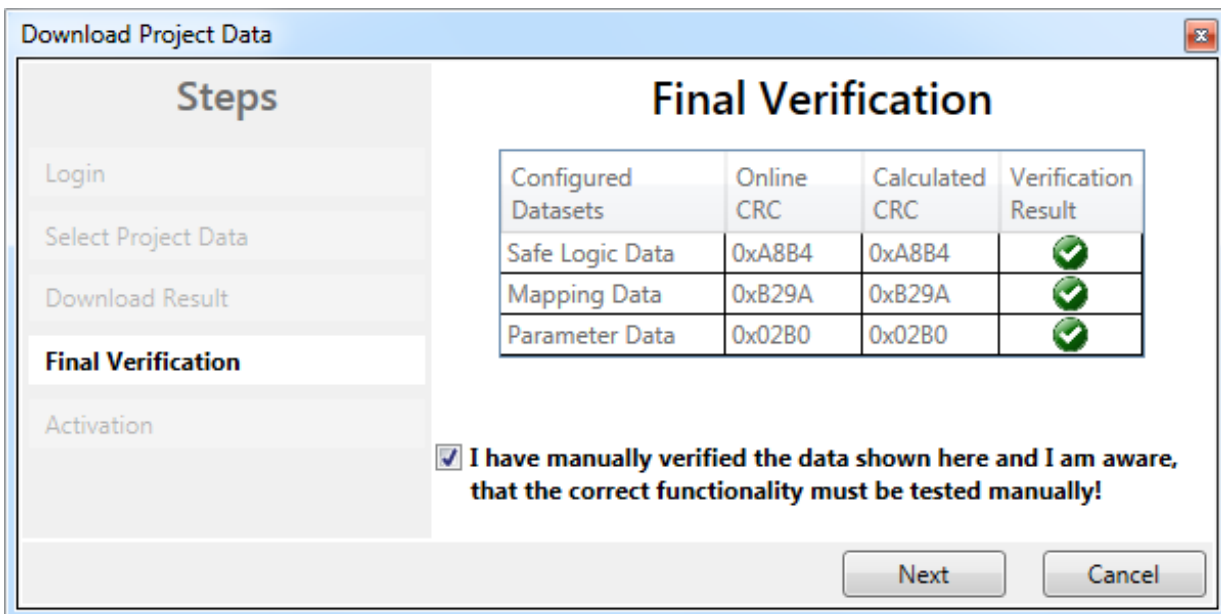 Download Project Data
Steps
Login
Select Project Data
Download Result
Final Verification
Activation
Final Verification
Configured Datasets Online CRC Calculated CRC Verification Result
Safe Logic Data 0xA8B4 0xA8B4
Mapping Data 0xB29A 0xB29A
Parameter Data 0x02B0 0x02B0
I have manually verified the data shown here and I am aware,
that the correct functionality must be tested manually!
Next Cancel